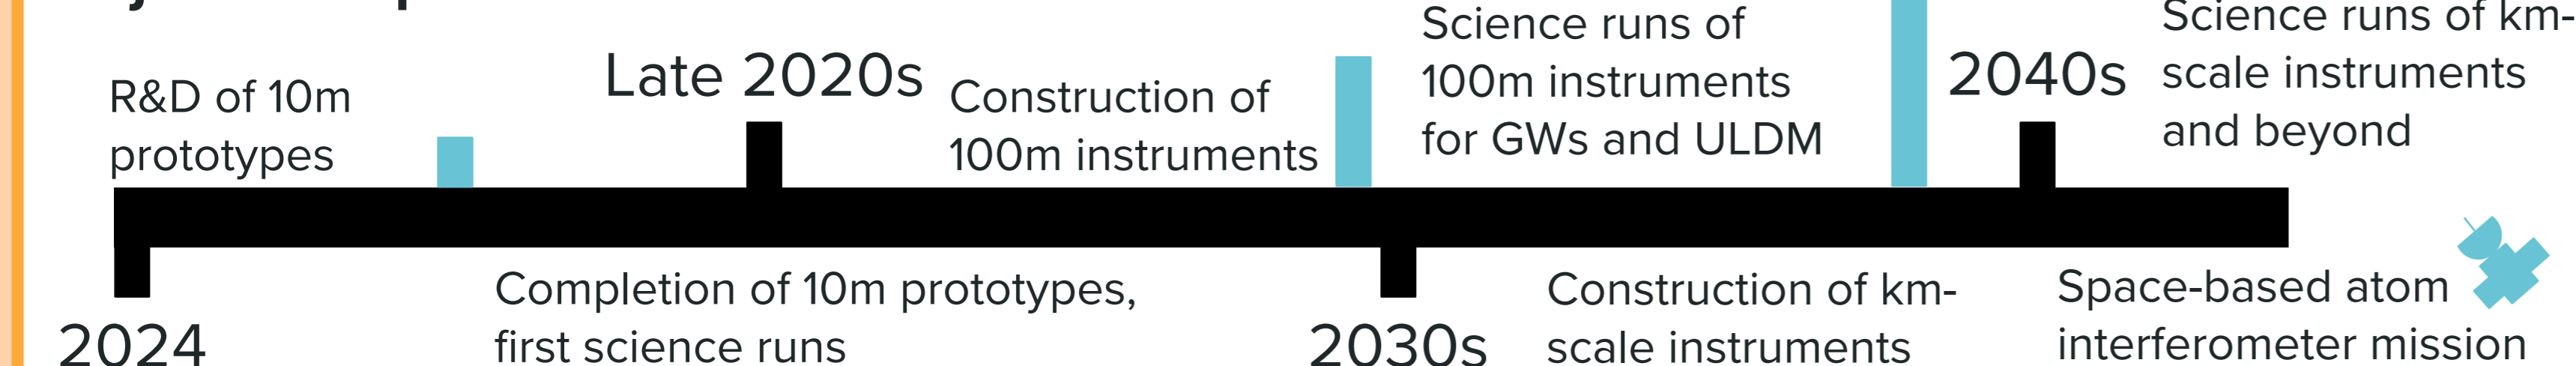 R&D of 10m
prototypes
Late 2020s
Construction of
100m instruments
Science runs of
100m instruments
for GWs and ULDM
2040s
Science runs of km-
scale instruments
and beyond
2024
Completion of 10m prototypes,
first science runs
2030s
Construction of km-
scale instruments
Space-based atom
interferometer mission